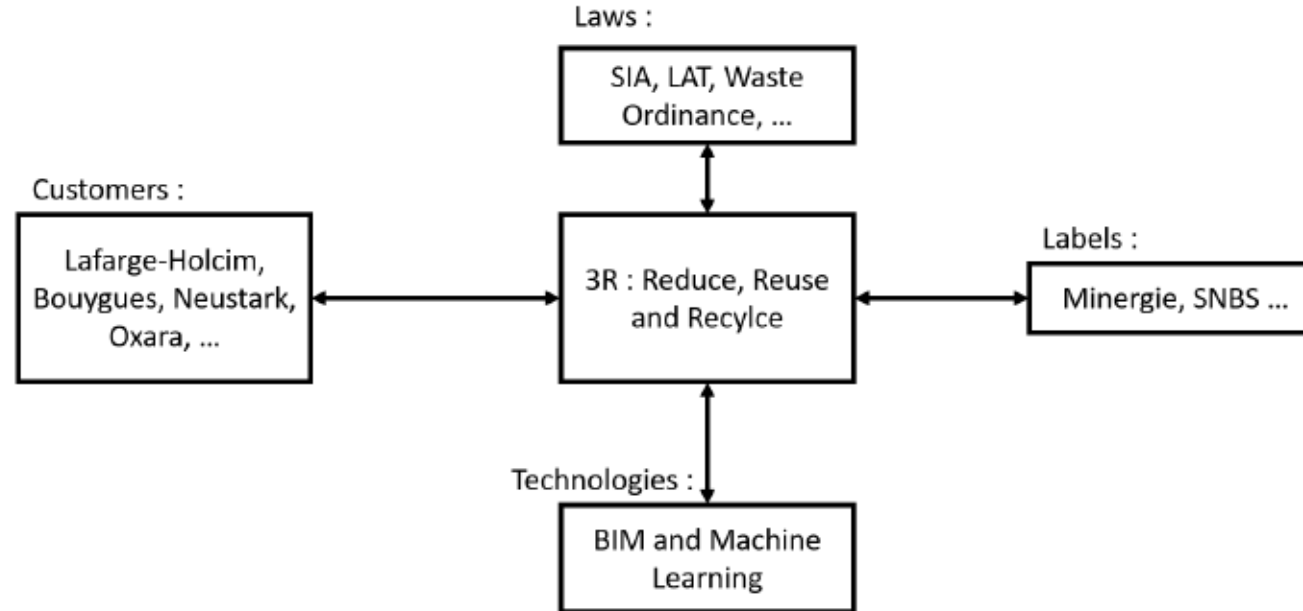 Laws :
SIA, LAT, Waste
Ordinance, ...
Customers :
Lafarge-Holcim,
Bouygues, Neustark,
Oxara, ...
3R : Reduce, Reuse
and Recylce
Labels :
Minergie, SNBS ...
Technologies :
BIM and Machine
Learning